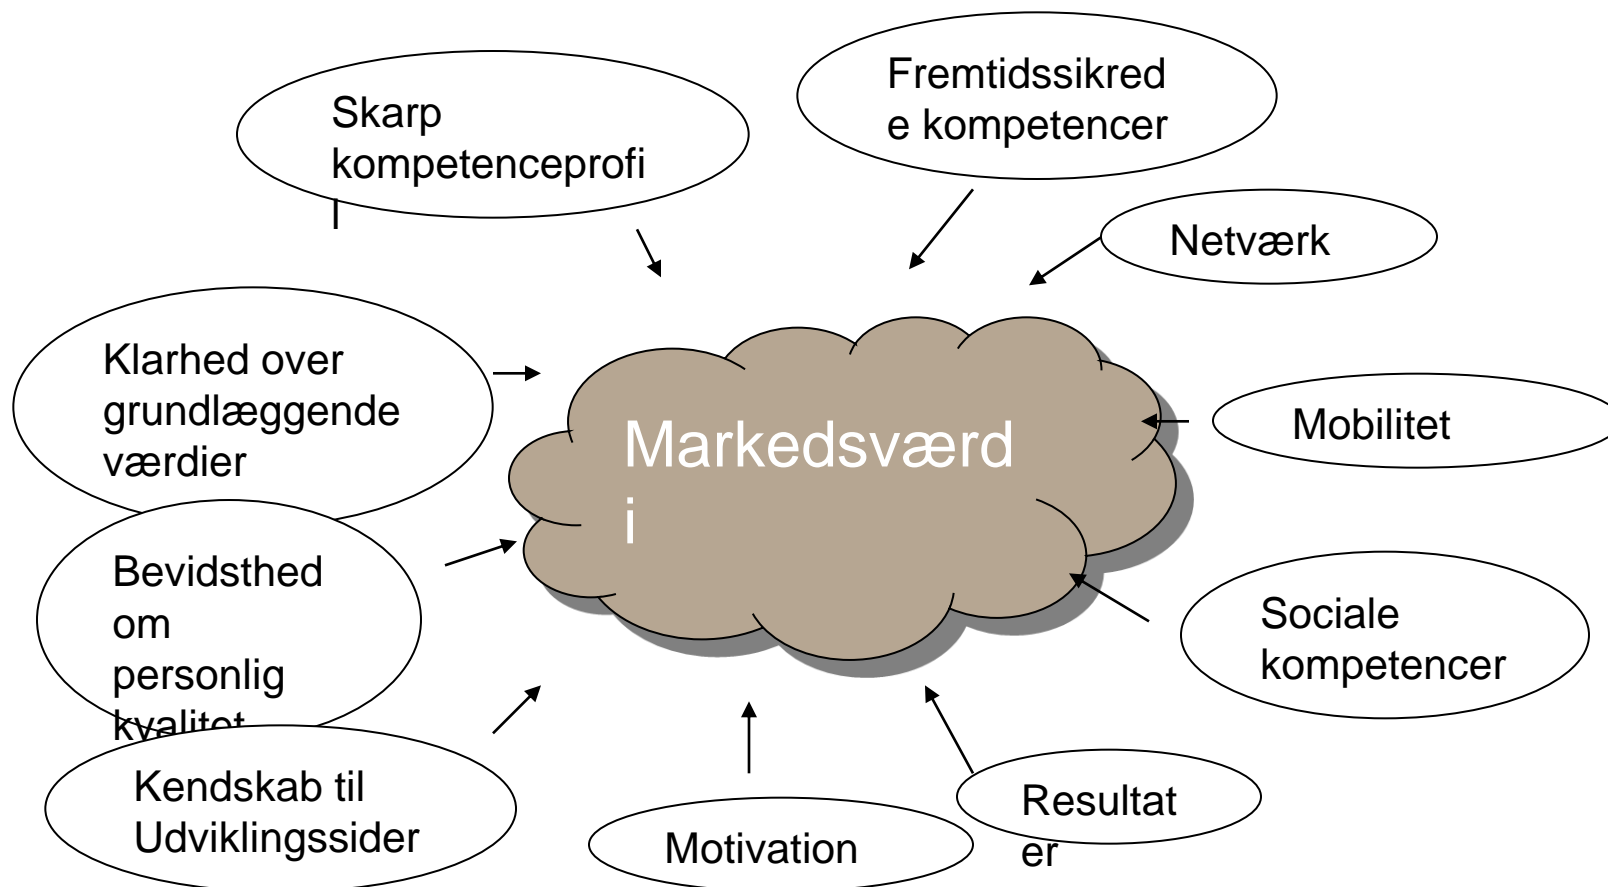 Skarp
kompetenceprofi
l
Fremtidssikred
e kompetencer
Netværk
Klarhed over
grundlæggende
værdier
Markedsværd
i
Mobilitet
Bevidsthed
om
personlig
kvalitet
Sociale
kompetencer
Kendskab til
Udviklingssider
Motivation
Resultat
er